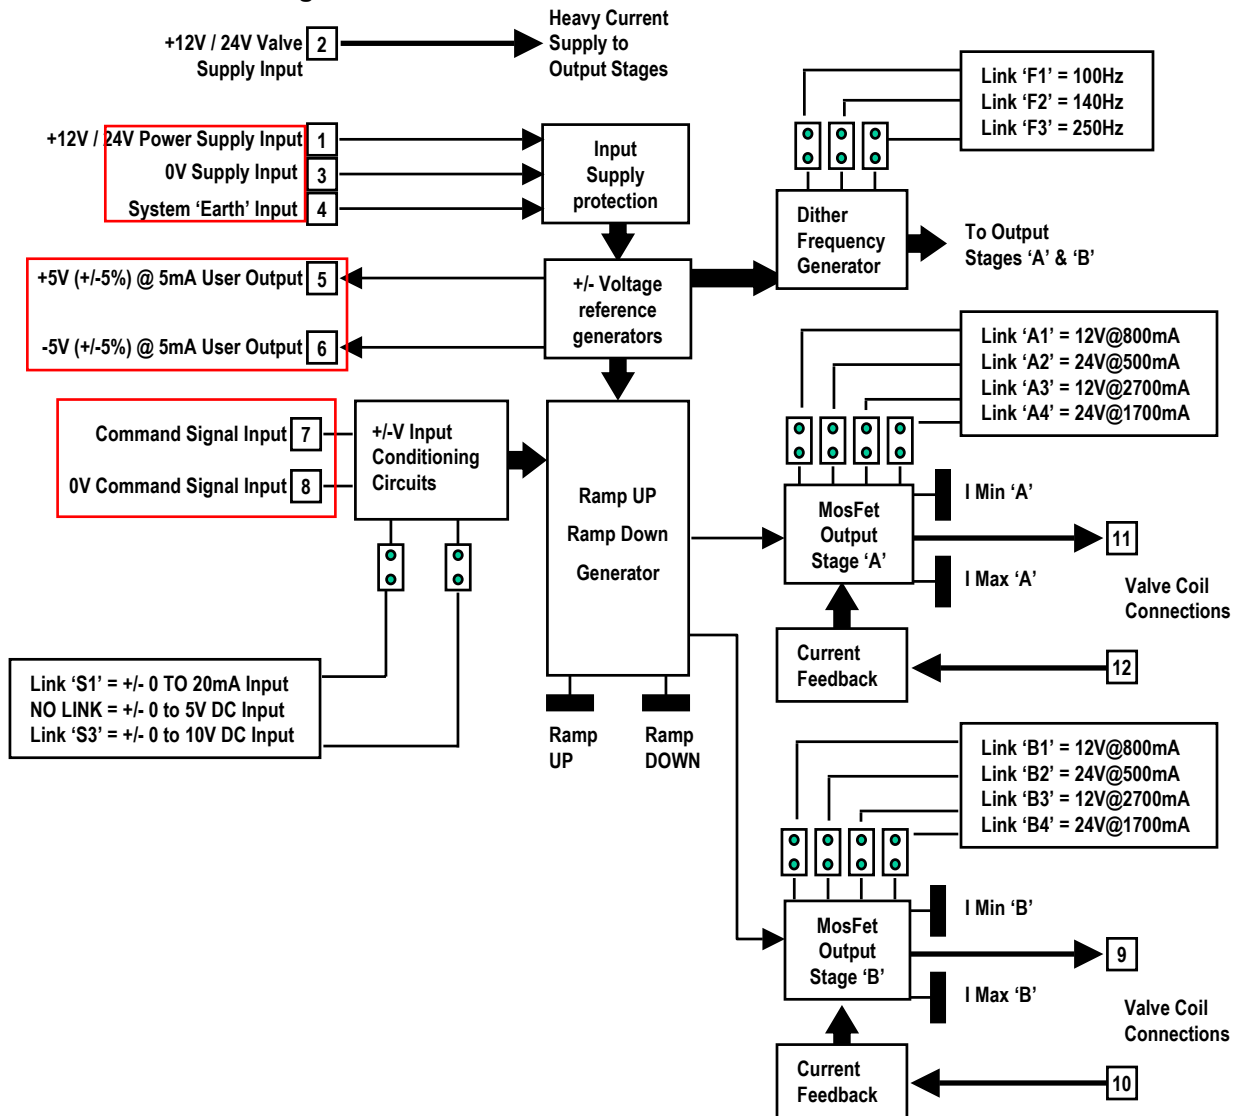 Heavy Current
Supply to
Output Stages
+12V / 24V Valve
Supply Input
2
+12V / 24V Power Supply Input
1
0V Supply Input
3
System ‘Earth’ Input
4
Input
Supply
protection
Link ‘F1’ = 100Hz
Link ‘F2’ = 140Hz
Link ‘F3’ = 250Hz
Dither
Frequency
Generator
To Output
Stages ‘A’ & ‘B’
+5V (+/-5%) @ 5mA User Output
5
-5V (+/-5%) @ 5mA User Output
6
+/- Voltage
reference
generators
Link ‘A1’ = 12V@800mA
Link ‘A2’ = 24V@500mA
Link ‘A3’ = 12V@2700mA
Link ‘A4’ = 24V@1700mA
Command Signal Input
7
0V Command Signal Input
8
+/-V Input
Conditioning
Circuits
Ramp UP
Ramp Down
Generator
MosFet
Output
Stage ‘A’
I Min ‘A’
11
I Max ‘A’
Valve Coil
Connections
Current
Feedback
12
Link ‘S1’ = +/- 0 TO 20mA Input
NO LINK = +/- 0 to 5V DC Input
Link ‘S3’ = +/- 0 to 10V DC Input
Ramp
UP
Ramp
DOWN
Link ‘B1’ = 12V@800mA
Link ‘B2’ = 24V@500mA
Link ‘B3’ = 12V@2700mA
Link ‘B4’ = 24V@1700mA
MosFet
Output
Stage ‘B’
I Min ‘B’
9
I Max ‘B’
Valve Coil
Connections
Current
Feedback
10